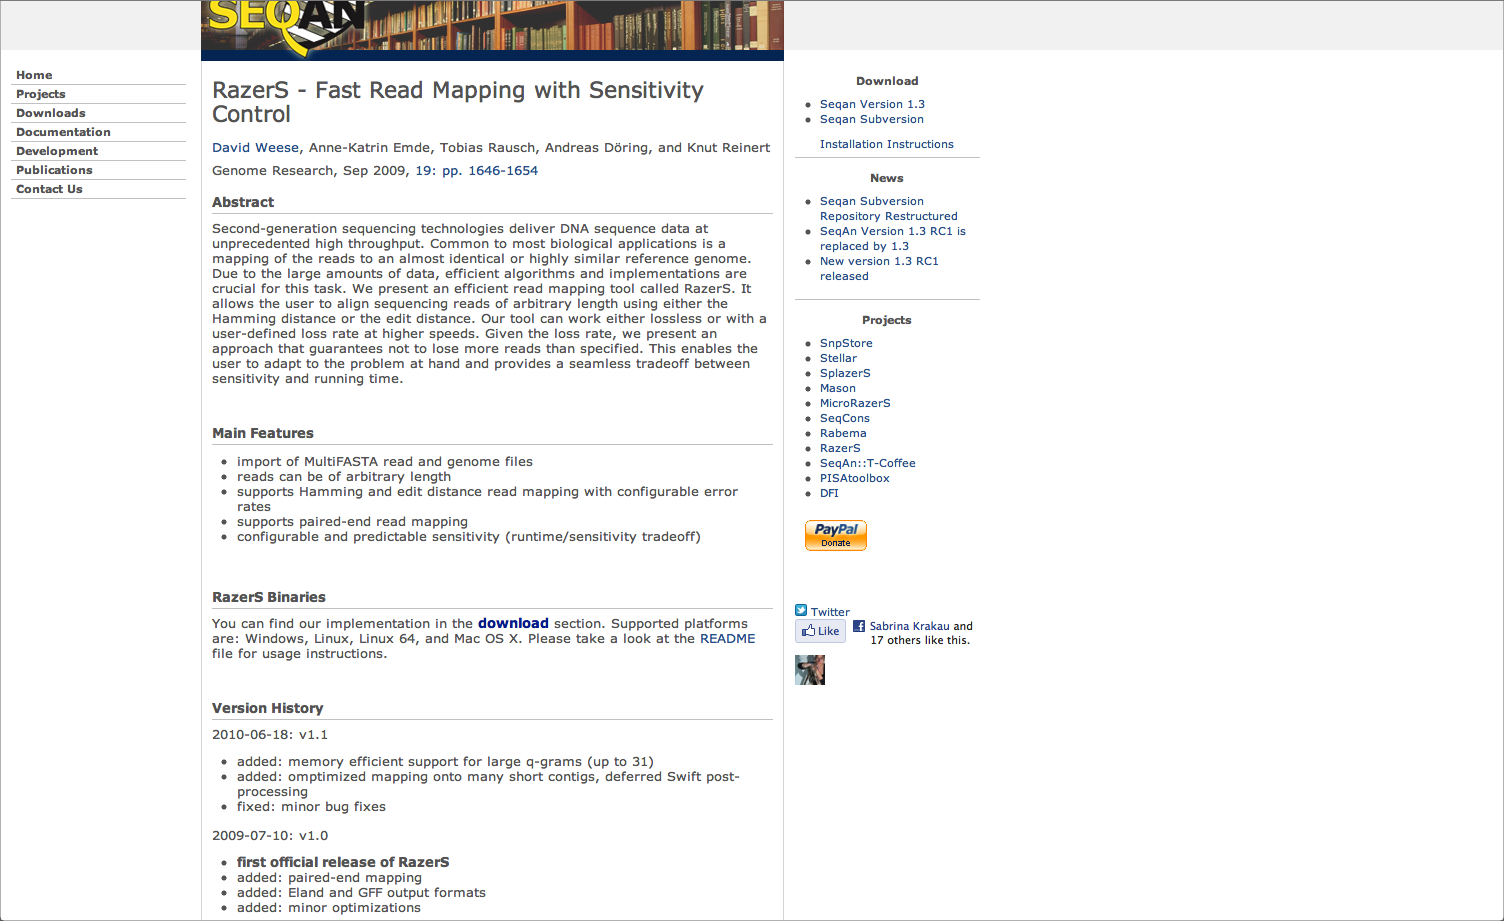 SEQAN
Home
Projects
Downloads
Documentation
Development
Publications
Contact Us
RazerS - Fast Read Mapping with Sensitivity
Control
David Weese, Anne-Katrin Emde, Tobias Rausch, Andreas Döring, and Knut Reinert
Genome Research, Sep 2009, 19: pp. 1646-1654
Abstract
Second-generation sequencing technologies deliver DNA sequence data at
unprecedented high throughput. Common to most biological applications is a
mapping of the reads to an almost identical or highly similar reference genome.
Due to the large amounts of data, efficient algorithms and implementations are
crucial for this task. We present an efficient read mapping tool called RazerS. It
allows the user to align sequencing reads of arbitrary length using either the
Hamming distance or the edit distance. Our tool can work either lossless or with a
user-defined loss rate at higher speeds. Given the loss rate, we present an
approach that guarantees not to lose more reads than specified. This enables the
user to adapt to the problem at hand and provides a seamless tradeoff between
sensitivity and running time.
Main Features
• import of MultiFASTA read and genome files
• reads can be of arbitrary length
• supports Hamming and edit distance read mapping with configurable error
rates
• supports paired-end read mapping
• configurable and predictable sensitivity (runtime/sensitivity tradeoff)
RazerS Binaries
You can find our implementation in the download section. Supported platforms
are: Windows, Linux, Linux 64, and Mac OS X. Please take a look at the README
file for usage instructions.
Version History
2010-06-18: v1.1
• added: memory efficient support for large q-grams (up to 31)
• added: omptimized mapping onto many short contigs, deferred Swift post-
processing
• fixed: minor bug fixes
2009-07-10: v1.0
• first official release of RazerS
• added: paired-end mapping
• added: Eland and GFF output formats
• added: minor optimizations
Download
• Seqan Version 1.3
• Seqan Subversion
Installation Instructions
News
• Seqan Subversion
Repository Restructured
• SeqAn Version 1.3 RC1 is
replaced by 1.3
• New version 1.3 RC1
released
Projects
• SnpStore
• Stellar
• SplazerS
• Mason
• MicroRazerS
• SeqCons
• Rabema
• RazerS
• SeqAn::T-Coffee
• PISAtoolbox
• DFI
PayPal
Donate
Twitter
Like
Sabrina Krakau and
17 others like this.